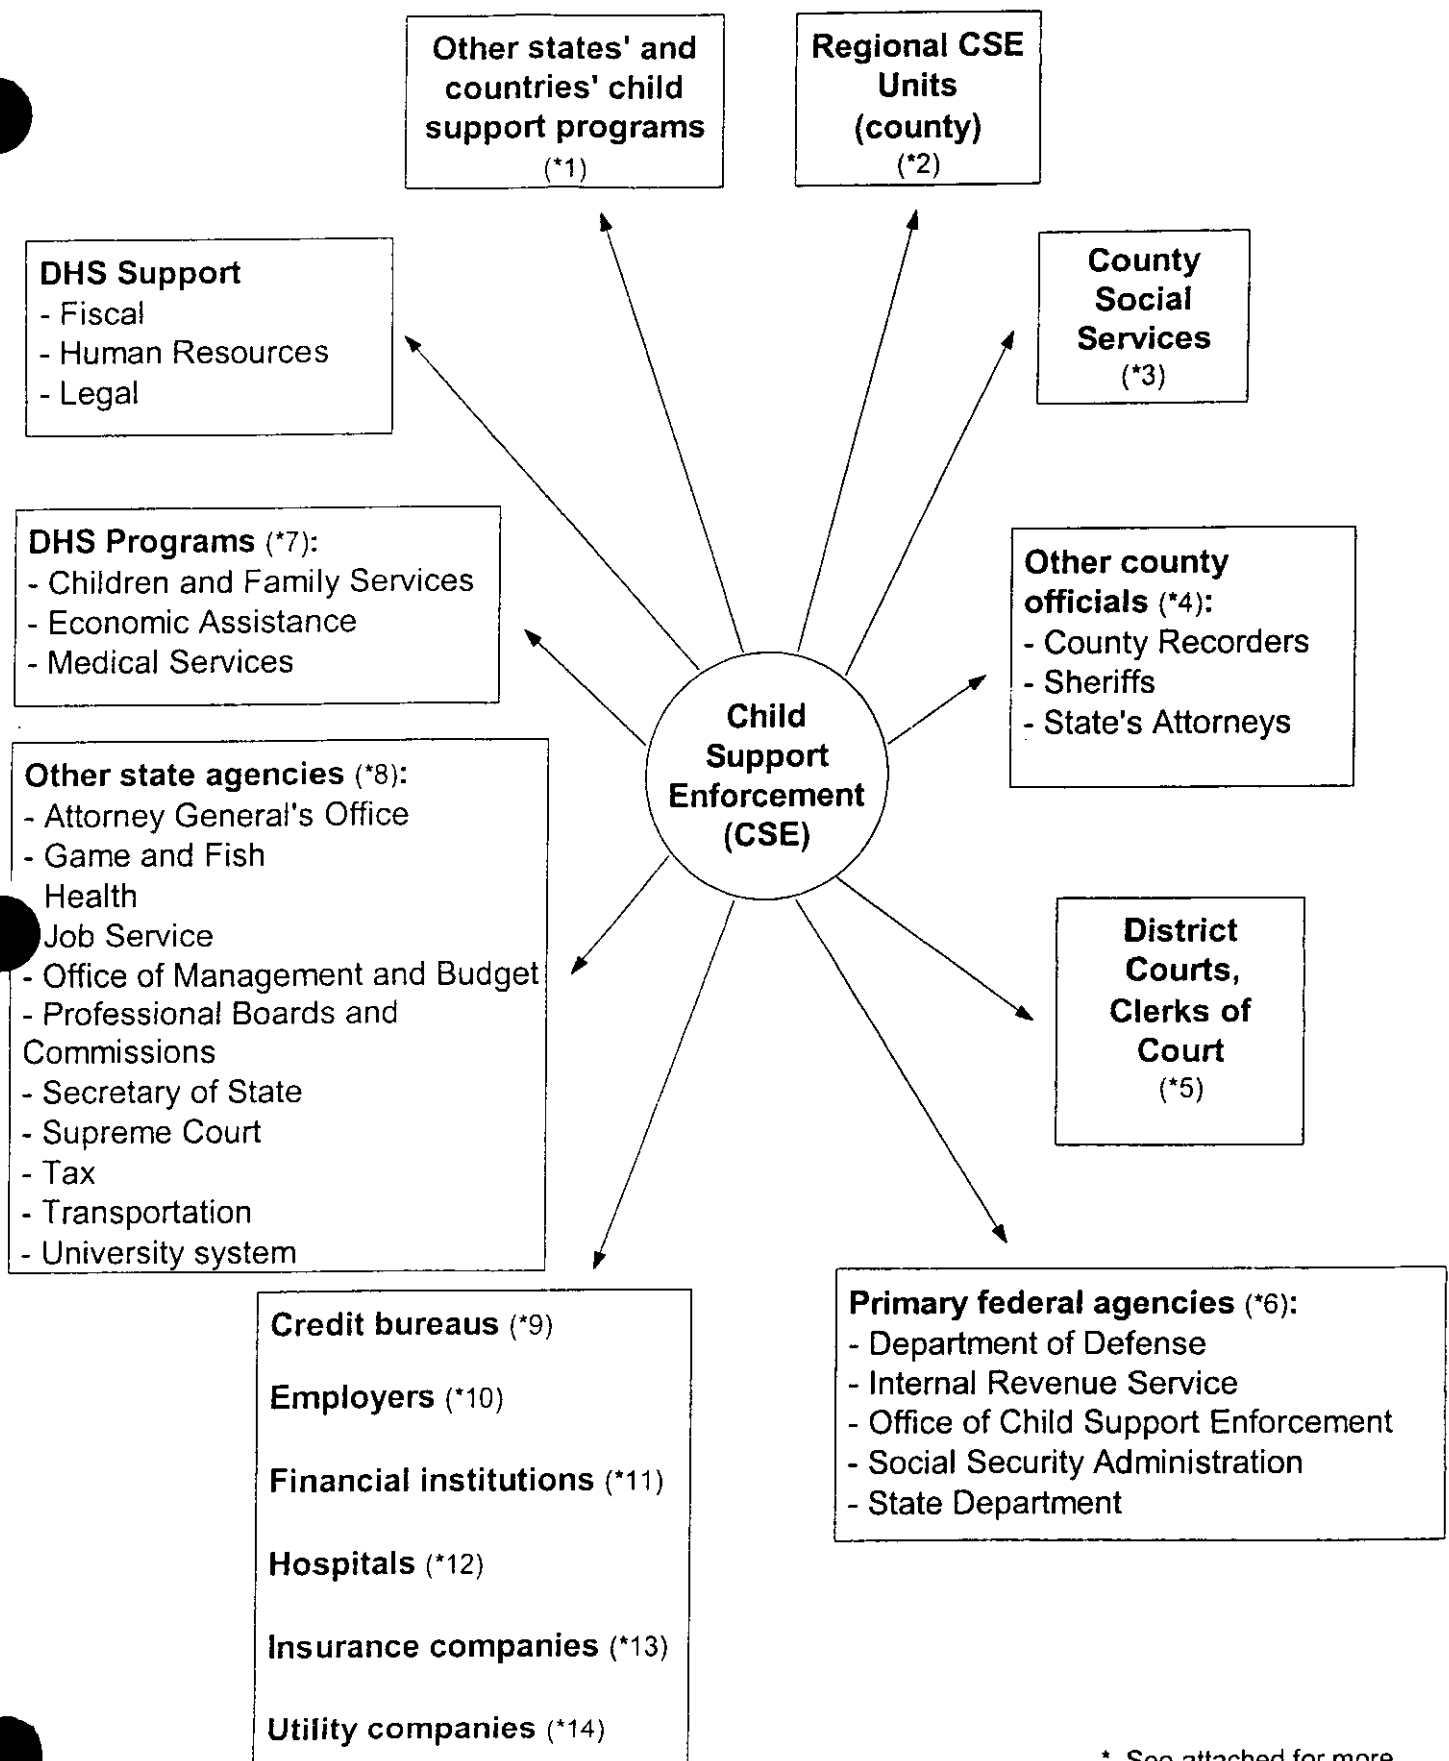 Other states' and
countries' child
support programs
(*1)
Regional CSE
Units
(county)
(*2)
DHS Support
- Fiscal
- Human Resources
- Legal
County
Social
Services
(*3)
DHS Programs (*7):
- Children and Family Services
- Economic Assistance
- Medical Services
Other county
officials (*4):
- County Recorders
- Sheriffs
- State's Attorneys
Child
Support
Enforcement
(CSE)
Other state agencies (*8):
- Attorney General's Office
- Game and Fish
Health
Job Service
- Office of Management and Budget
- Professional Boards and
Commissions
- Secretary of State
- Supreme Court
- Tax
- Transportation
- University system
District
Courts,
Clerks of
Court
(*5)
Primary federal agencies (*6):
- Department of Defense
- Internal Revenue Service
- Office of Child Support Enforcement
- Social Security Administration
- State Department
Credit bureaus (*9)
Employers (*10)
Financial institutions (*11)
Hospitals (*12)
Insurance companies (*13)
Utility companies (*14)
* See attached for more